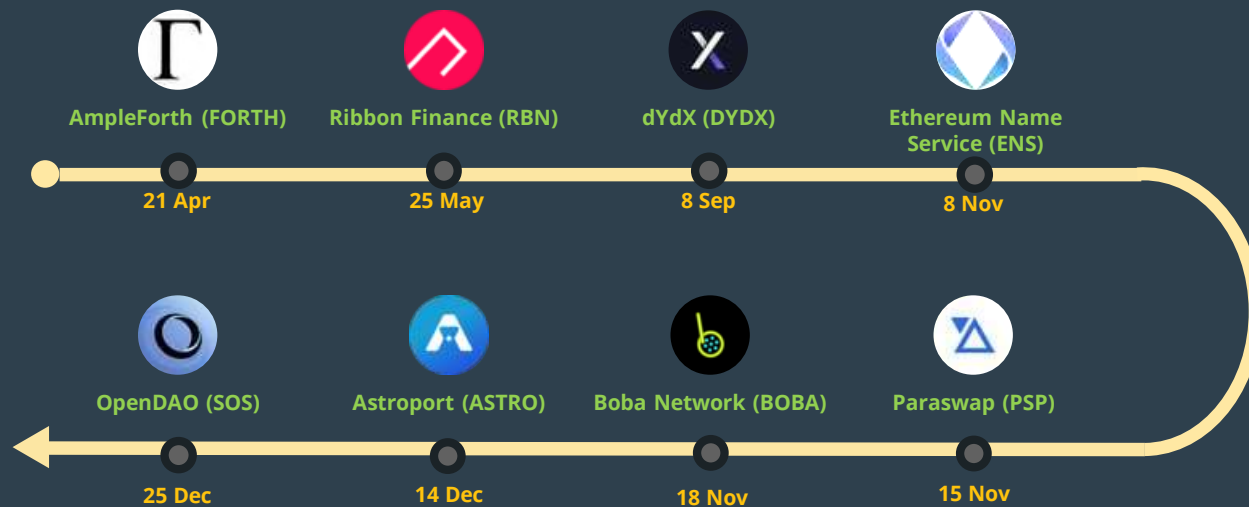 AmpleForth (FORTH)
21 Apr
Ribbon Finance (RBN)
25 May
dYdX (DYDX)
8 Sep
Ethereum Name
Service (ENS)
8 Nov
Paraswap (PSP)
15 Nov
Boba Network (BOBA)
18 Nov
Astroport (ASTRO)
14 Dec
OpenDAO (SOS)
25 Dec